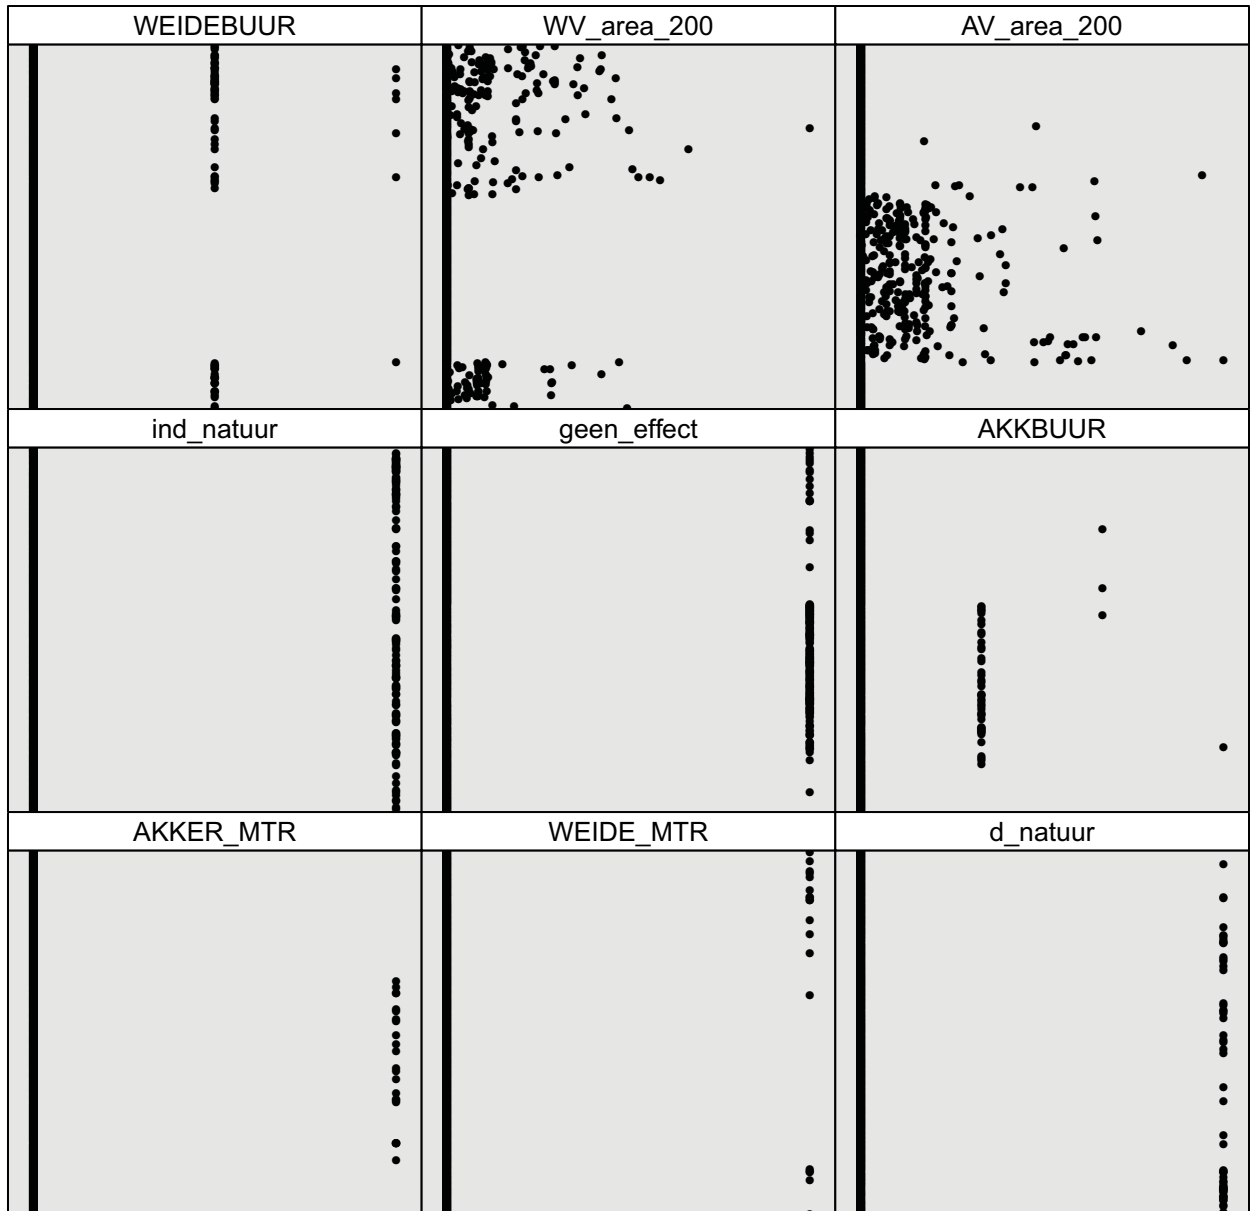 WEIDEBUUR
WV_area_200
AV_area_200
ind_natuur
geen_effect
AKKBUUR
AKKER_MTR
WEIDE_MTR
d_natuur